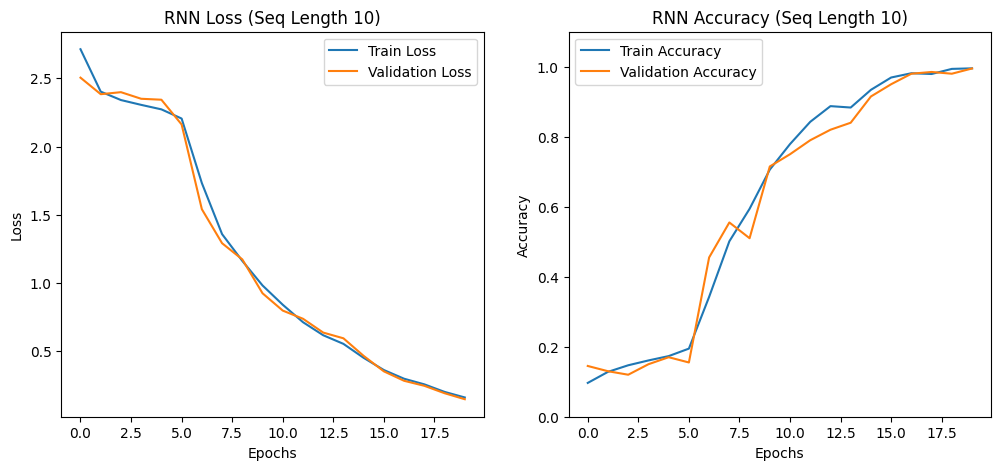 RNN Loss (Seq Length 10)
Train Loss
Validation Loss
Loss
2.5
2.0
1.5
1.0
0.5
0.0 2.5 5.0 7.5 10.0 12.5 15.0 17.5
Epochs
RNN Accuracy (Seq Length 10)
Train Accuracy
Validation Accuracy
Accuracy
1.0
0.8
0.6
0.4
0.2
0.0
0.0 2.5 5.0 7.5 10.0 12.5 15.0 17.5
Epochs